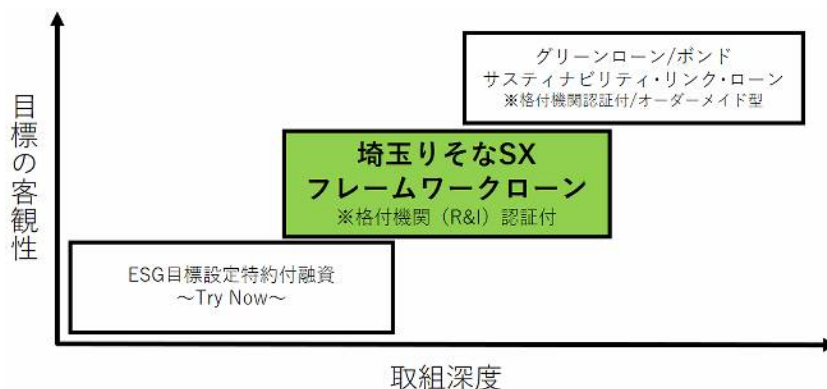 目標の客観性
グリーンローン/ボンド
サスティナビリティ・リンク・ローン
※格付機関認証付/オーダーメイド型
埼玉りそなSX
フレームワークローン
※格付機関（R&I）認証付
ESG目標設定特約付融資
～Try Now～
取組深度